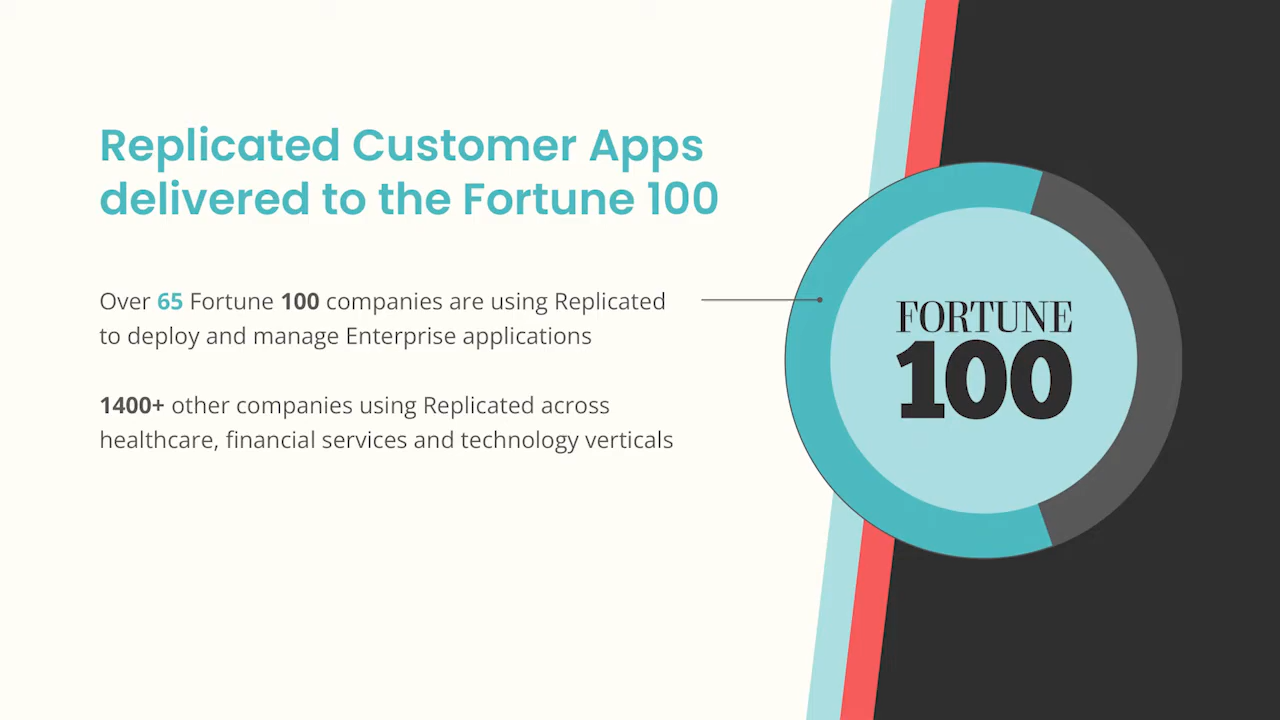 Replicated Customer Apps
delivered to the Fortune 100
Over 65 Fortune 100 companies are using Replicated
to deploy and manage Enterprise applications
1400+ other companies using Replicated across
healthcare, financial services and technology verticals
FORTUNE
100